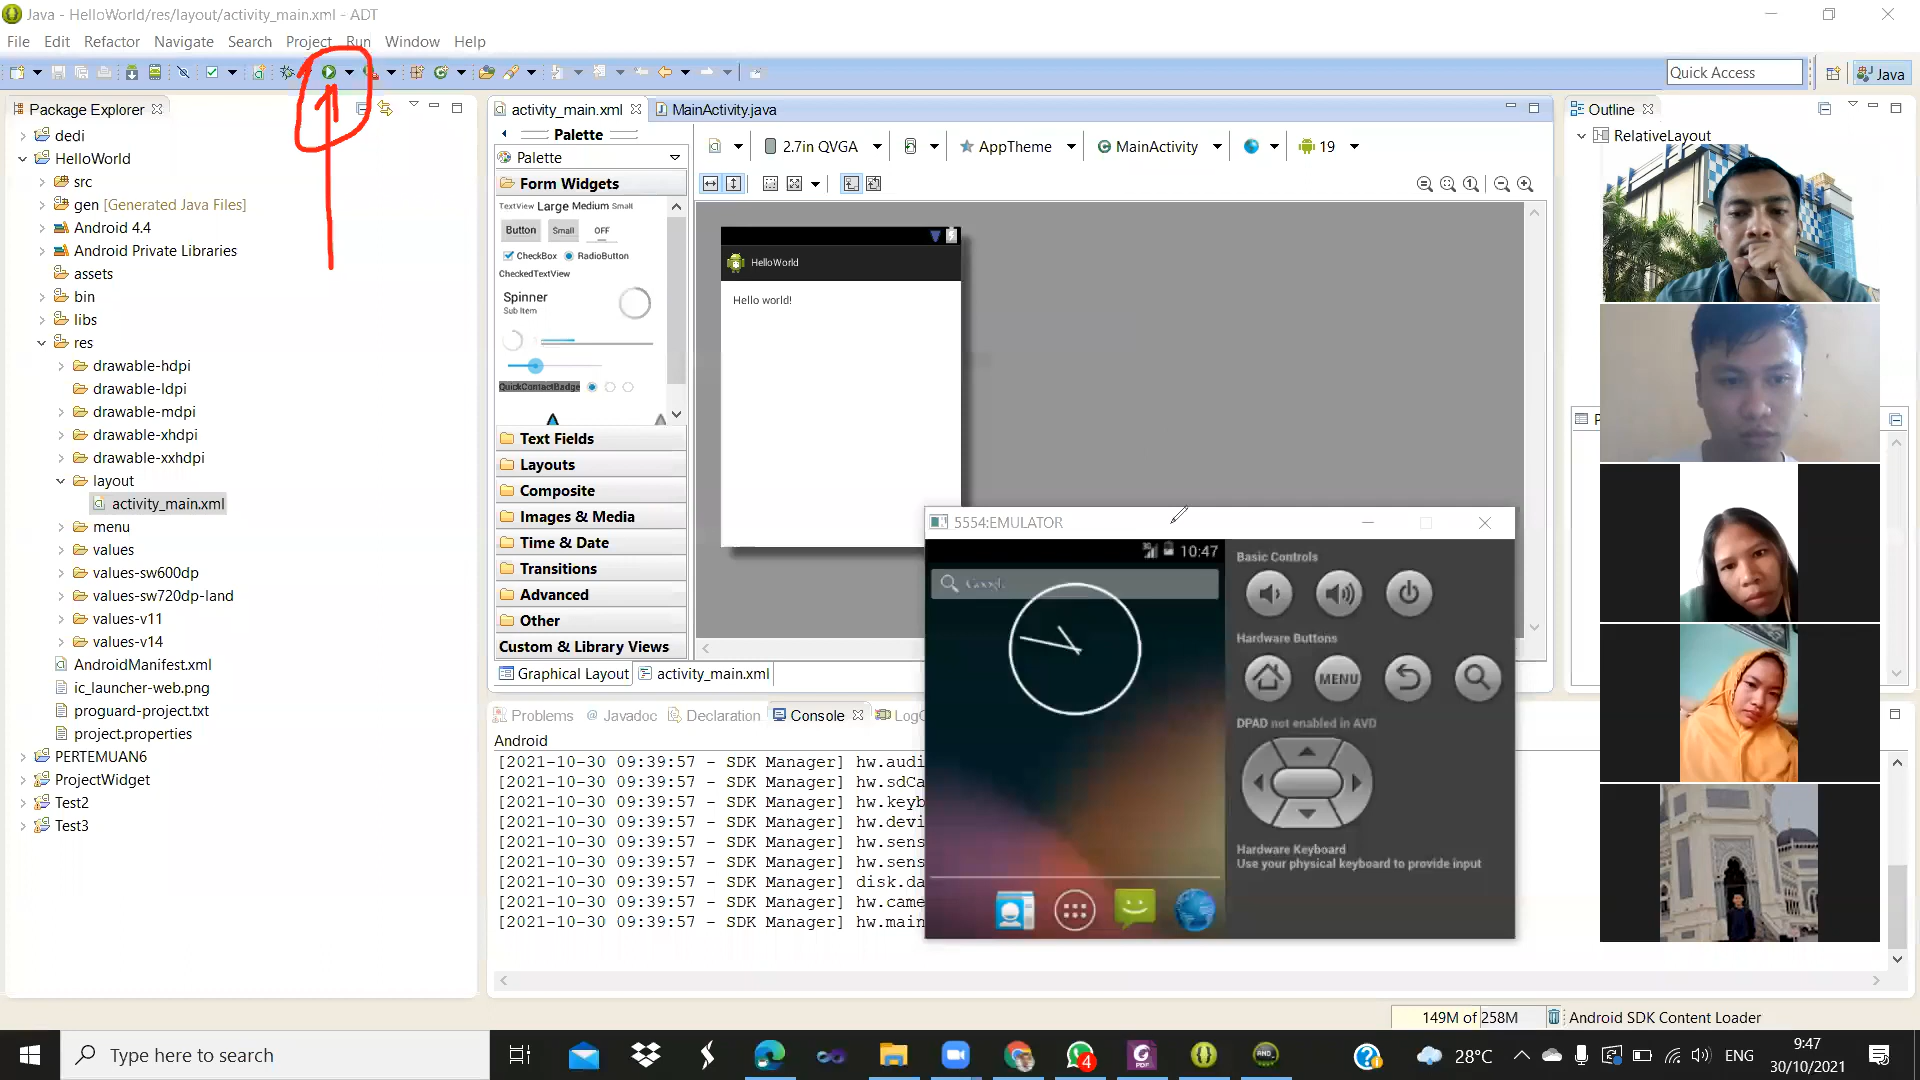 Java - HelloWorld/res/layout/activity_main.xml - ADT
File Edit Refactor Navigate Search Project Run Window Help
Quick Access
Java
Package Explorer
dedi
HelloWorld
src
gen [Generated Java Files]
Android 4.4
Android Private Libraries
assets
bin
libs
res
drawable-hdpi
drawable-ldpi
drawable-mdpi
drawable-xhdpi
drawable-xxhdpi
layout
activity_main.xml
menu
values
values-sw600dp
values-sw720dp-land
values-v11
values-v14
AndroidManifest.xml
ic_launcher-web.png
proguard-project.txt
project.properties
PERTEMUAN6
ProjectWidget
Test2
Test3
activity_main.xml
MainActivity.java
Palette
Palette
Form Widgets
TextView Large Medium Small
Button Small OFF
CheckBox RadioButton
CheckedTextView
Spinner
Sub Item
QuickContactBadge
Text Fields
Layouts
Composite
Images & Media
Time & Date
Transitions
Advanced
Other
Custom & Library Views
2.7in QVGA
AppTheme
MainActivity
19
HelloWorld
Hello world!
Graphical Layout
activity_main.xml
Outline
RelativeLayout
Problems
@ Javadoc
Declaration
Console
Android
[2021-10-30 09:39:57 - SDK Manager] hw.audi
[2021-10-30 09:39:57 - SDK Manager] hw.sdCa
[2021-10-30 09:39:57 - SDK Manager] hw.keyb
[2021-10-30 09:39:57 - SDK Manager] hw.devi
[2021-10-30 09:39:57 - SDK Manager] hw.sens
[2021-10-30 09:39:57 - SDK Manager] hw.sens
[2021-10-30 09:39:57 - SDK Manager] disk.da
[2021-10-30 09:39:57 - SDK Manager] hw.came
[2021-10-30 09:39:57 - SDK Manager] hw.main
5554:EMULATOR
3G 10:47
Google
Basic Controls
Hardware Buttons
MENU
DPAD not enabled in AVD
Hardware Keyboard
Use your physical keyboard to provide input
149M of 258M
Android SDK Content Loader
Type here to search
4
PDF
28°C
ENG
9:47
30/10/2021